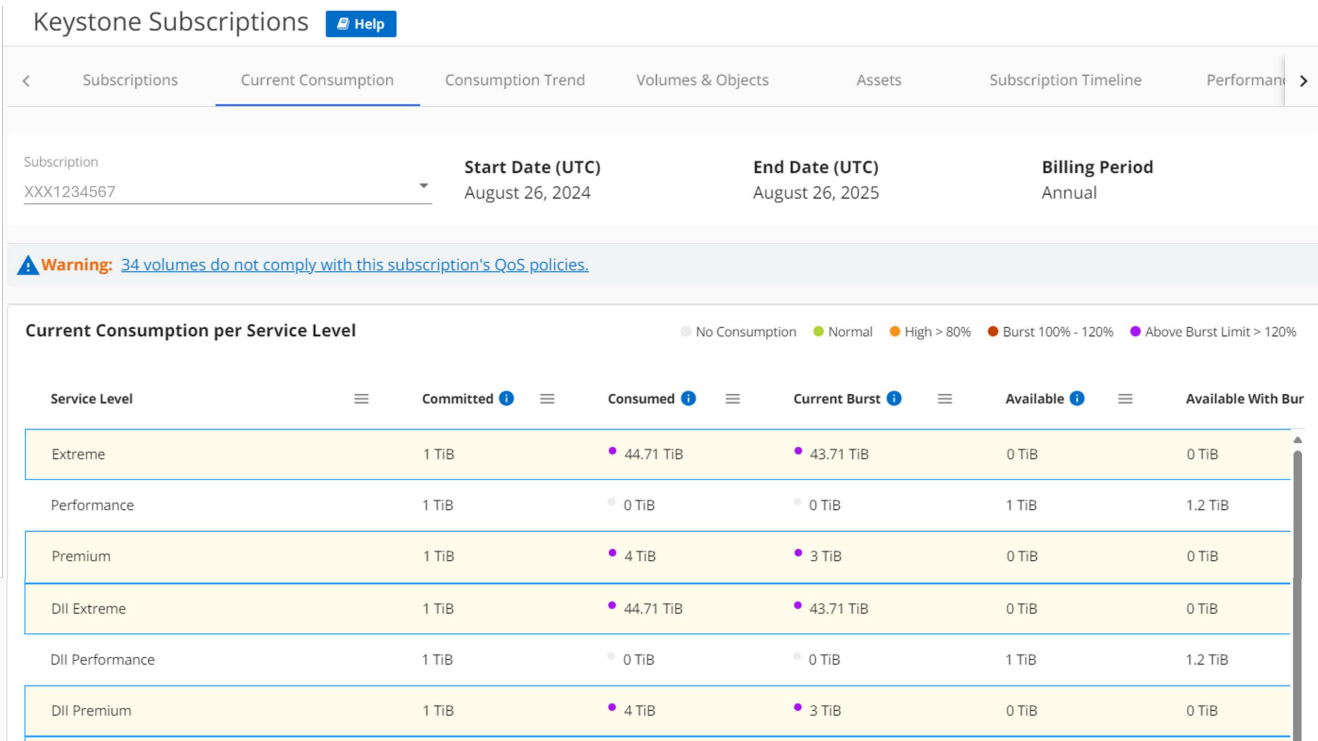 Keystone Subscriptions Help
Subscriptions Current Consumption Consumption Trend Volumes & Objects Assets Subscription Timeline Performan
Subscription
XXX1234567
Start Date (UTC) End Date (UTC) Billing Period
August 26, 2024 August 26, 2025 Annual
Warning: 34 volumes do not comply with this subscription's QoS policies.
Current Consumption per Service Level No Consumption Normal High > 80% Burst 100% - 120% Above Burst Limit > 120%
Service Level Committed Consumed Current Burst Available Available With Bur
Extreme 1 TiB 44.71 TiB 43.71 TiB 0 TiB 0 TiB
Performance 1 TiB 0 TiB 0 TiB 1 TiB 1.2 TiB
Premium 1 TiB 4 TiB 3 TiB 0 TiB 0 TiB
DII Extreme 1 TiB 44.71 TiB 43.71 TiB 0 TiB 0 TiB
DII Performance 1 TiB 0 TiB 0 TiB 1 TiB 1.2 TiB
DII Premium 1 TiB 4 TiB 3 TiB 0 TiB 0 TiB